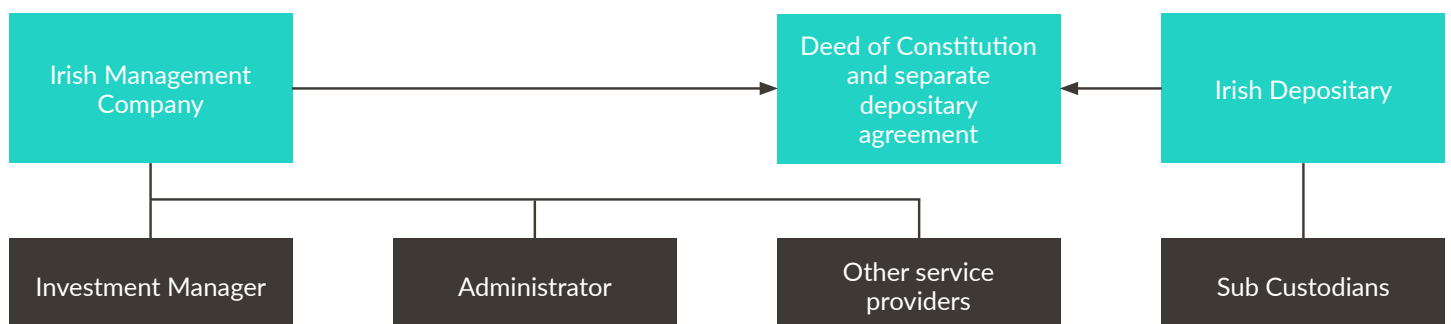 Irish Management
Company
Deed of Constitution
and separate
depositary
agreement
Irish Depositary
Investment Manager
Administrator
Other service
providers
Sub Custodians